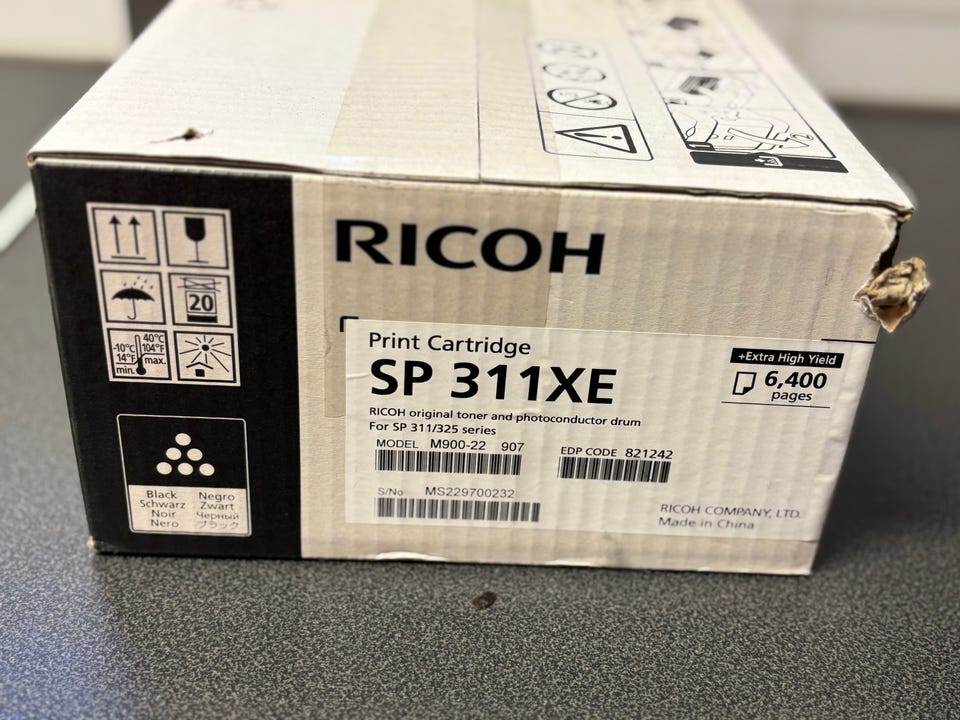 RICOH
20
-10°C
14°F
min.
40°C
104°F
max.
Print Cartridge
SP 311XE
+Extra High Yield
6,400
pages
RICOH original toner and photoconductor drum
For SP 311/325 series
MODEL M900-22 907
EDP CODE 821242
S/No MS229700232
RICOH COMPANY, LTD.
Made in China
Black Negro
Schwarz Zwart
Noir Черный
Nero ブラック